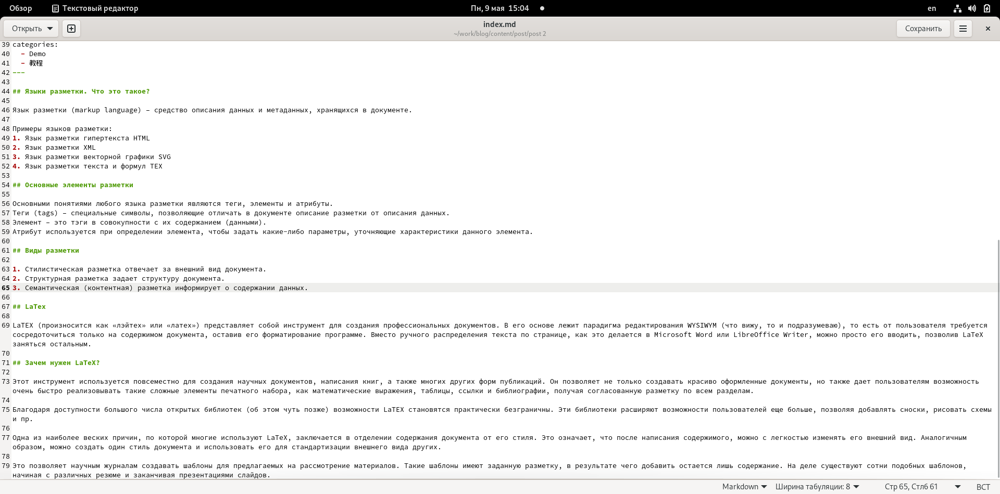 Обзор Текстовый редактор Пн, 9 мая 15:04 en
Открыть index.md Сохранить
~/work/blog/content/post/post 2
39 categories:
40   - Demo
41   - 教程
42 ---
43
44 ## Языки разметки. Что это такое?
45
46 Язык разметки (markup language) – средство описания данных и метаданных, хранящихся в документе.
47
48 Примеры языков разметки:
49 1. Язык разметки гипертекста HTML
50 2. Язык разметки XML
51 3. Язык разметки векторной графики SVG
52 4. Язык разметки текста и формул TEX
53
54 ## Основные элементы разметки
55
56 Основными понятиями любого языка разметки являются теги, элементы и атрибуты.
57 Теги (tags) – специальные символы, позволяющие отличать в документе описание разметки от описания данных.
58 Элемент – это тэги в совокупности с их содержанием (данными).
59 Атрибут используется при определении элемента, чтобы задать какие-либо параметры, уточняющие характеристики данного элемента.
60
61 ## Виды разметки
62
63 1. Стилистическая разметка отвечает за внешний вид документа.
64 2. Структурная разметка задает структуру документа.
65 3. Семантическая (контентная) разметка информирует о содержании данных.
66
67 ## LaTex
68
69 LaTEX (произносится как «лэйтех» или «латех») представляет собой инструмент для создания профессиональных документов. В его основе лежит парадигма редактирования WYSIWYM (что вижу, то и подразумеваю), то есть от пользователя требуется
сосредоточиться только на содержимом документа, оставив его форматирование программе. Вместо ручного распределения текста по странице, как это делается в Microsoft Word или LibreOffice Writer, можно просто его вводить, позволив LaTeX
заняться остальным.
70
71 ## Зачем нужен LaTeX?
72
73 Этот инструмент используется повсеместно для создания научных документов, написания книг, а также многих других форм публикаций. Он позволяет не только создавать красиво оформленные документы, но также дает пользователям возможность
очень быстро реализовывать такие сложные элементы печатного набора, как математические выражения, таблицы, ссылки и библиографии, получая согласованную разметку по всем разделам.
74
75 Благодаря доступности большого числа открытых библиотек (об этом чуть позже) возможности LaTEX становятся практически безграничны. Эти библиотеки расширяют возможности пользователей еще больше, позволяя добавлять сноски, рисовать схемы
и пр.
76
77 Одна из наиболее веских причин, по которой многие используют LaTeX, заключается в отделении содержания документа от его стиля. Это означает, что после написания содержимого, можно с легкостью изменять его внешний вид. Аналогичным
образом, можно создать один стиль документа и использовать его для стандартизации внешнего вида других.
78
79 Это позволяет научным журналам создавать шаблоны для предлагаемых на рассмотрение материалов. Такие шаблоны имеют заданную разметку, в результате чего добавить остается лишь содержание. На деле существуют сотни подобных шаблонов,
начиная с различных резюме и заканчивая презентациями слайдов.
Markdown Ширина табуляции: 8 Стр 65, Стлб 61 ВСТ